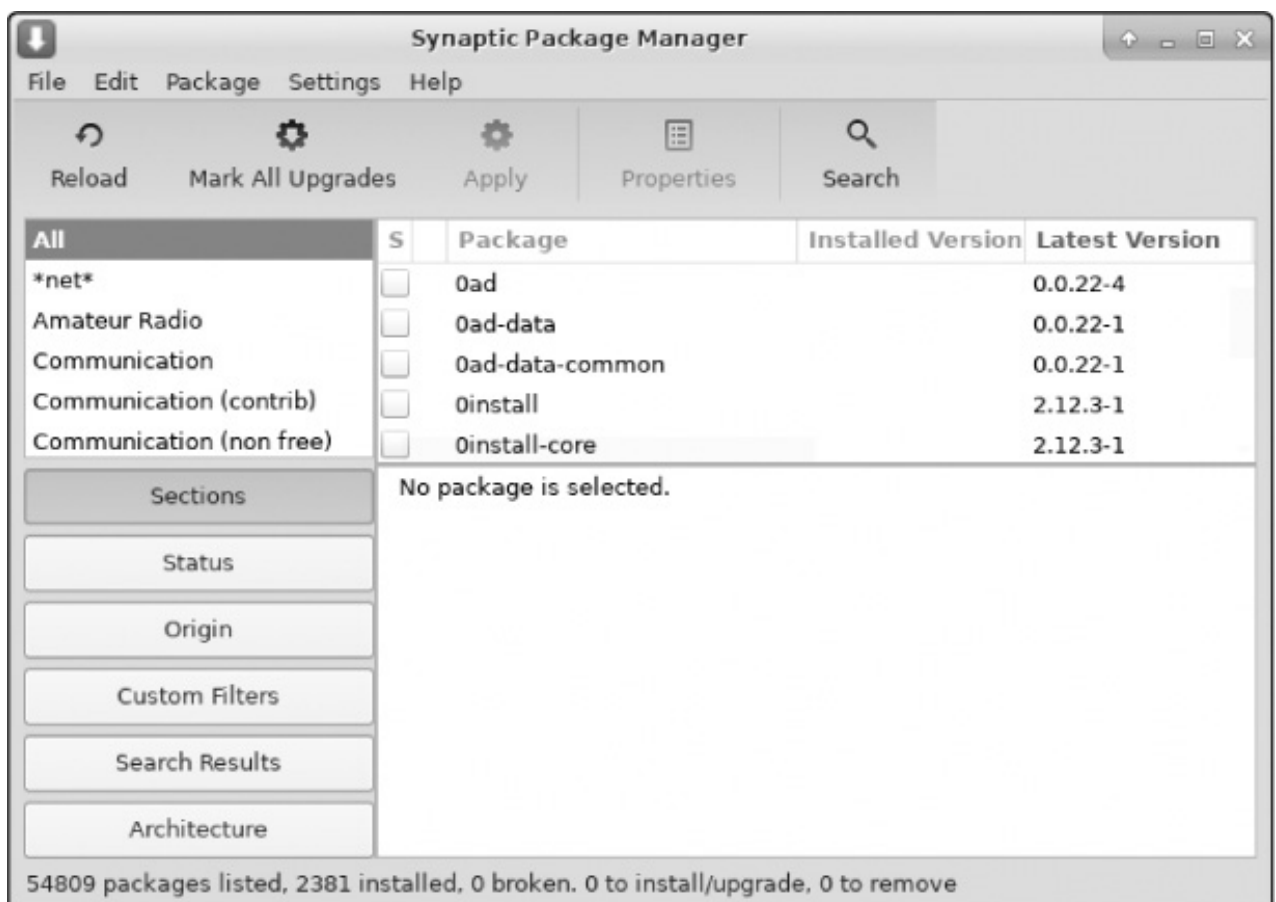 Synaptic Package Manager
File Edit Package Settings Help
Reload Mark All Upgrades Apply Properties Search
All
*net*
Amateur Radio
Communication
Communication (contrib)
Communication (non free)
S Package Installed Version Latest Version
0ad 0.0.22-4
0ad-data 0.0.22-1
0ad-data-common 0.0.22-1
0install 2.12.3-1
0install-core 2.12.3-1
Sections
Status
Origin
Custom Filters
Search Results
Architecture
No package is selected.
54809 packages listed, 2381 installed, 0 broken. 0 to install/upgrade, 0 to remove